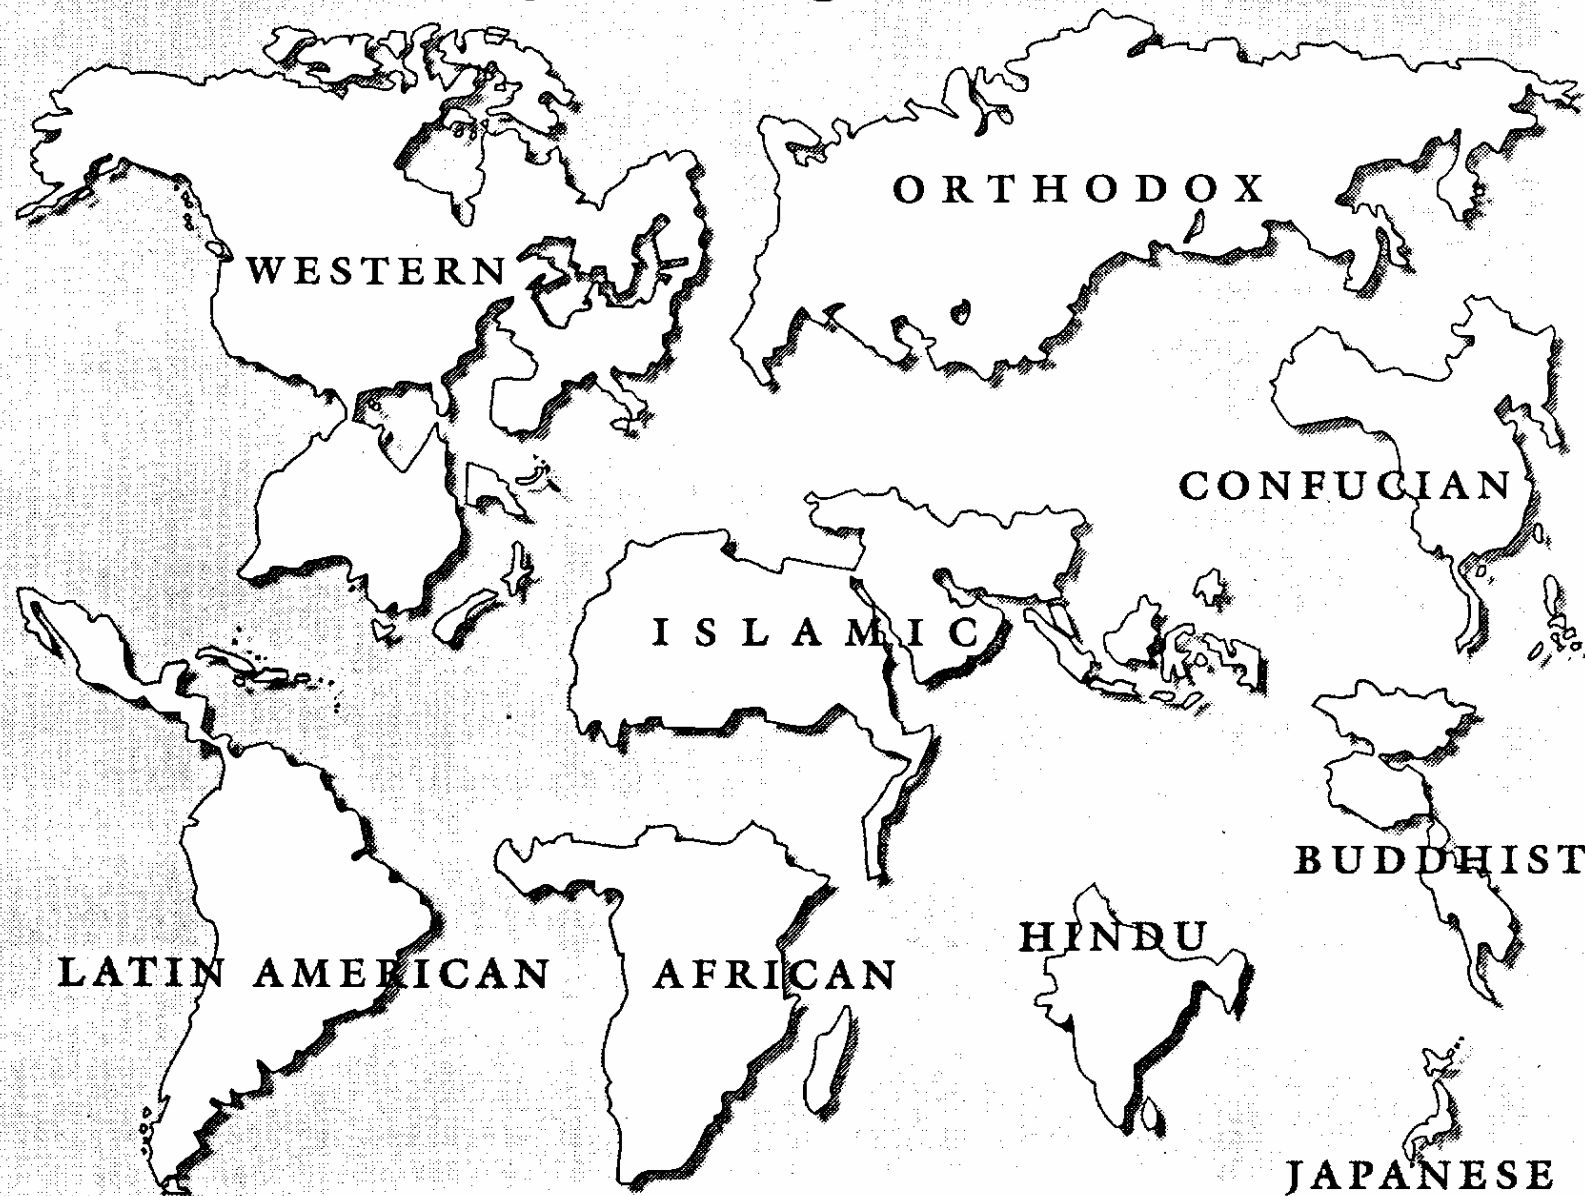 ORTHODOX
WESTERN
CONFUCIAN
ISLAMIC
BUDDHIST
HINDU
LATIN AMERICAN
AFRICAN
JAPANESE